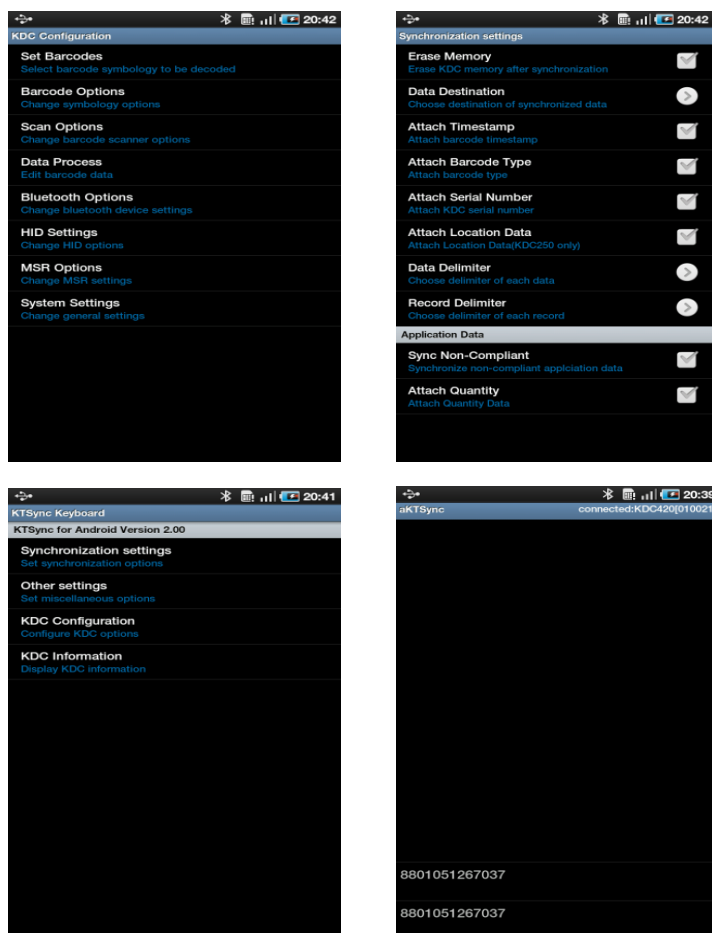 20:42
KDC Configuration
Set Barcodes
Select barcode symbology to be decoded
Barcode Options
Change symbology options
Scan Options
Change barcode scanner options
Data Process
Edit barcode data
Bluetooth Options
Change bluetooth device settings
HID Settings
Change HID options
MSR Options
Change MSR settings
System Settings
Change general settings
20:42
Synchronization settings
Erase Memory
Erase KDC memory after synchronization
Data Destination
Choose destination of synchronized data
Attach Timestamp
Attach barcode timestamp
Attach Barcode Type
Attach barcode type
Attach Serial Number
Attach KDC serial number
Attach Location Data
Attach Location Data(KDC250 only)
Data Delimiter
Choose delimiter of each data
Record Delimiter
Choose delimiter of each record
Application Data
Sync Non-Compliant
Synchronize non-compliant applciation data
Attach Quantity
Attach Quantity Data
20:41
KTSync Keyboard
KTSync for Android Version 2.00
Synchronization settings
Set synchronization options
Other settings
Set miscellaneous options
KDC Configuration
Configure KDC options
KDC Information
Display KDC information
20:39
aKTSync connected:KDC420[010021
8801051267037
8801051267037